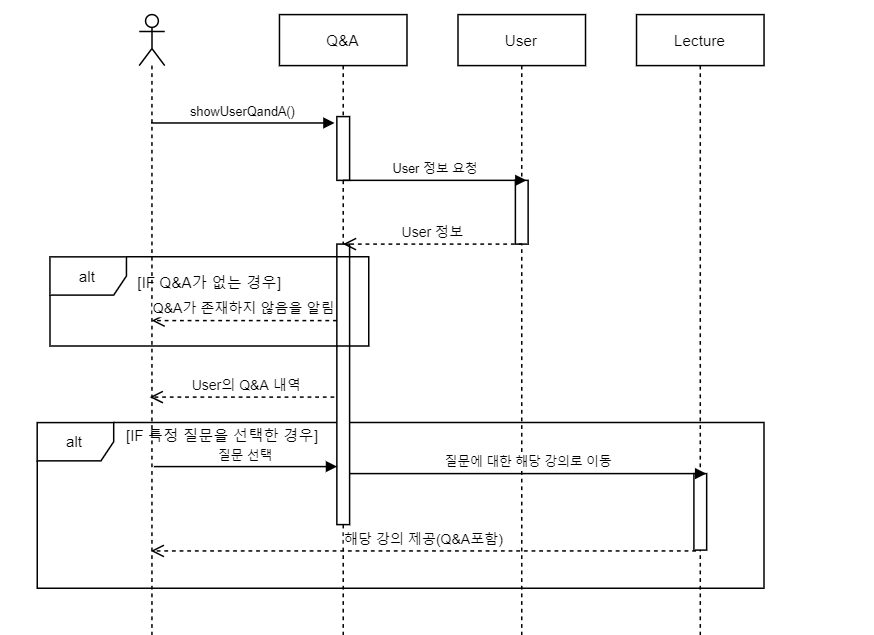 Q&A
User
Lecture
showUserQandA()
User 정보 요청
User 정보
alt
[IF Q&A가 없는 경우]
Q&A가 존재하지 않음을 알림
User의 Q&A 내역
alt
[IF 특정 질문을 선택한 경우]
질문 선택
질문에 대한 해당 강의로 이동
해당 강의 제공(Q&A포함)